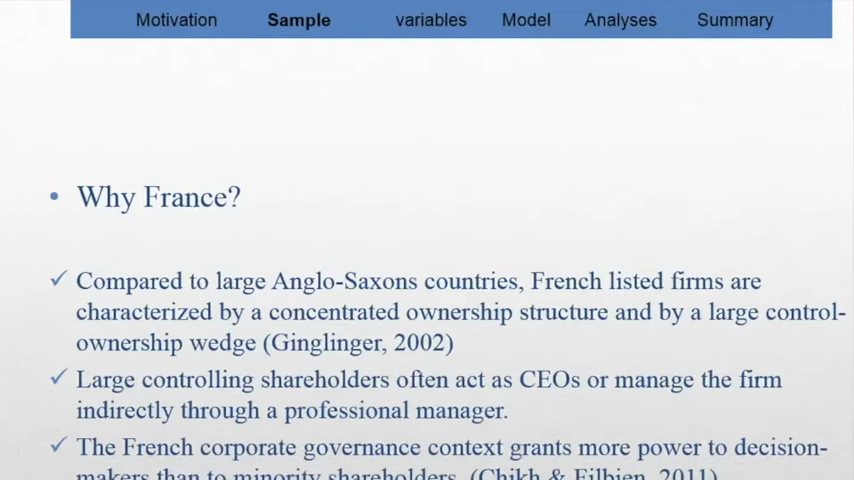 Motivation Sample variables Model Analyses Summary
• Why France?
✓ Compared to large Anglo-Saxons countries, French listed firms are
characterized by a concentrated ownership structure and by a large control-
ownership wedge (Ginglinger, 2002)
✓ Large controlling shareholders often act as CEOs or manage the firm
indirectly through a professional manager.
✓ The French corporate governance context grants more power to decision-
makers than to minority shareholders. (Chikh & Filbien, 2011)